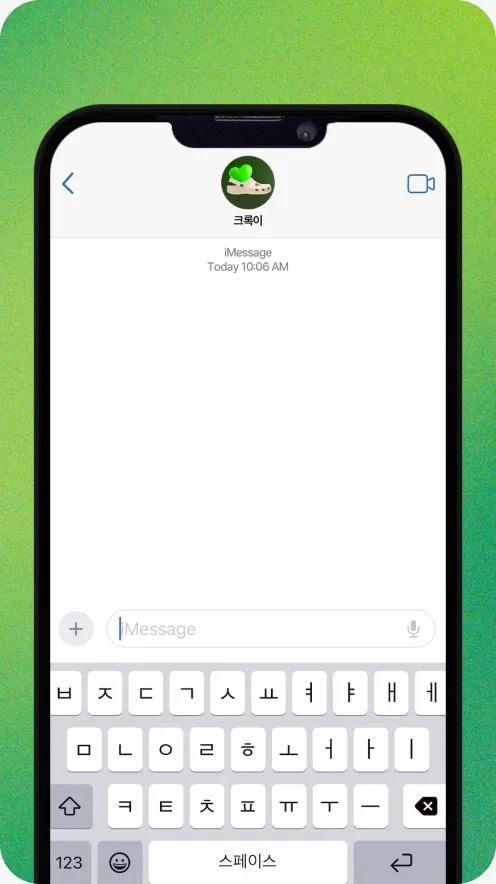 크록이
iMessage
Today 10:06 AM
iMessage
ㅂ ㅈ ㄷ ㄱ ㅅ ㅛ ㅕ ㅑ ㅐ ㅔ
ㅁ ㄴ ㅇ ㄹ ㅎ ㅗ ㅓ ㅏ ㅣ
ㅋ ㅌ ㅊ ㅍ ㅠ ㅜ ㅡ
123 스페이스